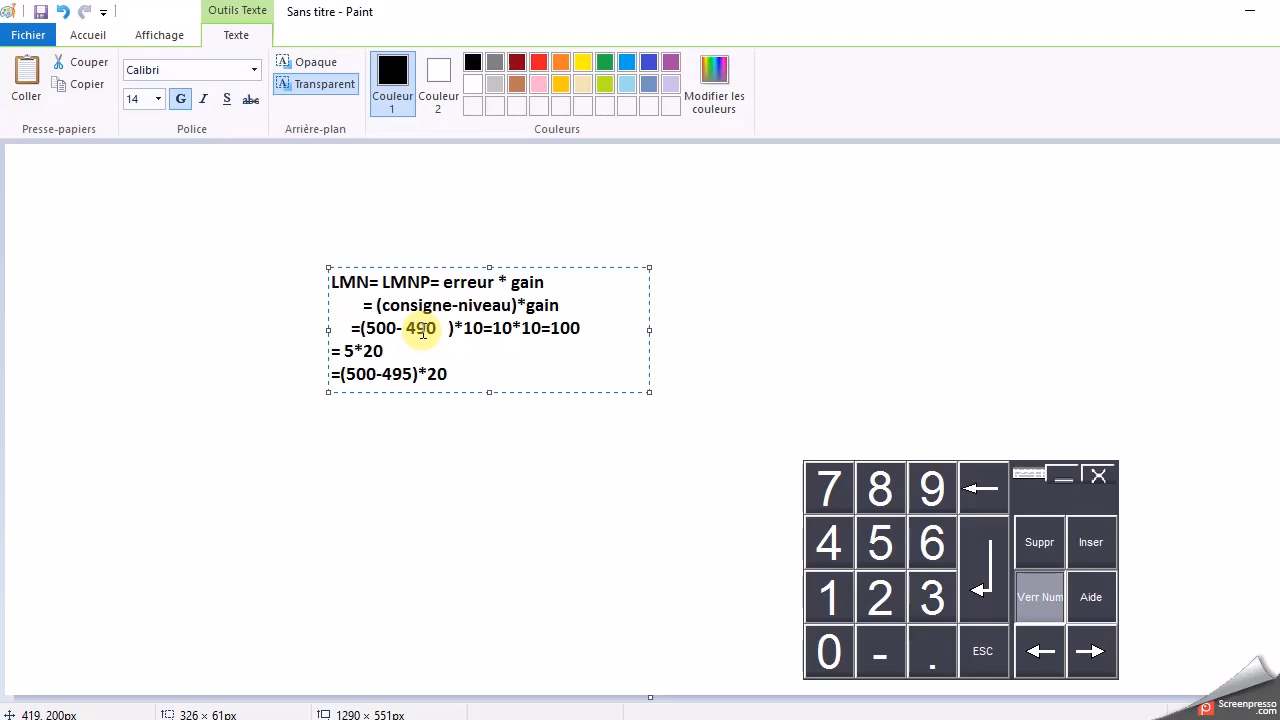 Outils Texte
Sans titre - Paint
Fichier
Accueil
Affichage
Texte
Coller
Couper
Copier
Presse-papiers
Calibri
14
G I S abc
Police
Opaque
Transparent
Arrière-plan
Couleur 1
Couleur 2
Modifier les couleurs
Couleurs
LMN= LMNP= erreur * gain
= (consigne-niveau)*gain
=(500- 490 )*10=10*10=100
= 5*20
=(500-495)*20
7 8 9
4 5 6 Suppr Inser
1 2 3 Verr Num Aide
0 - . ESC
419, 200px
326 × 61px
1290 × 551px
Screenpresso
.com